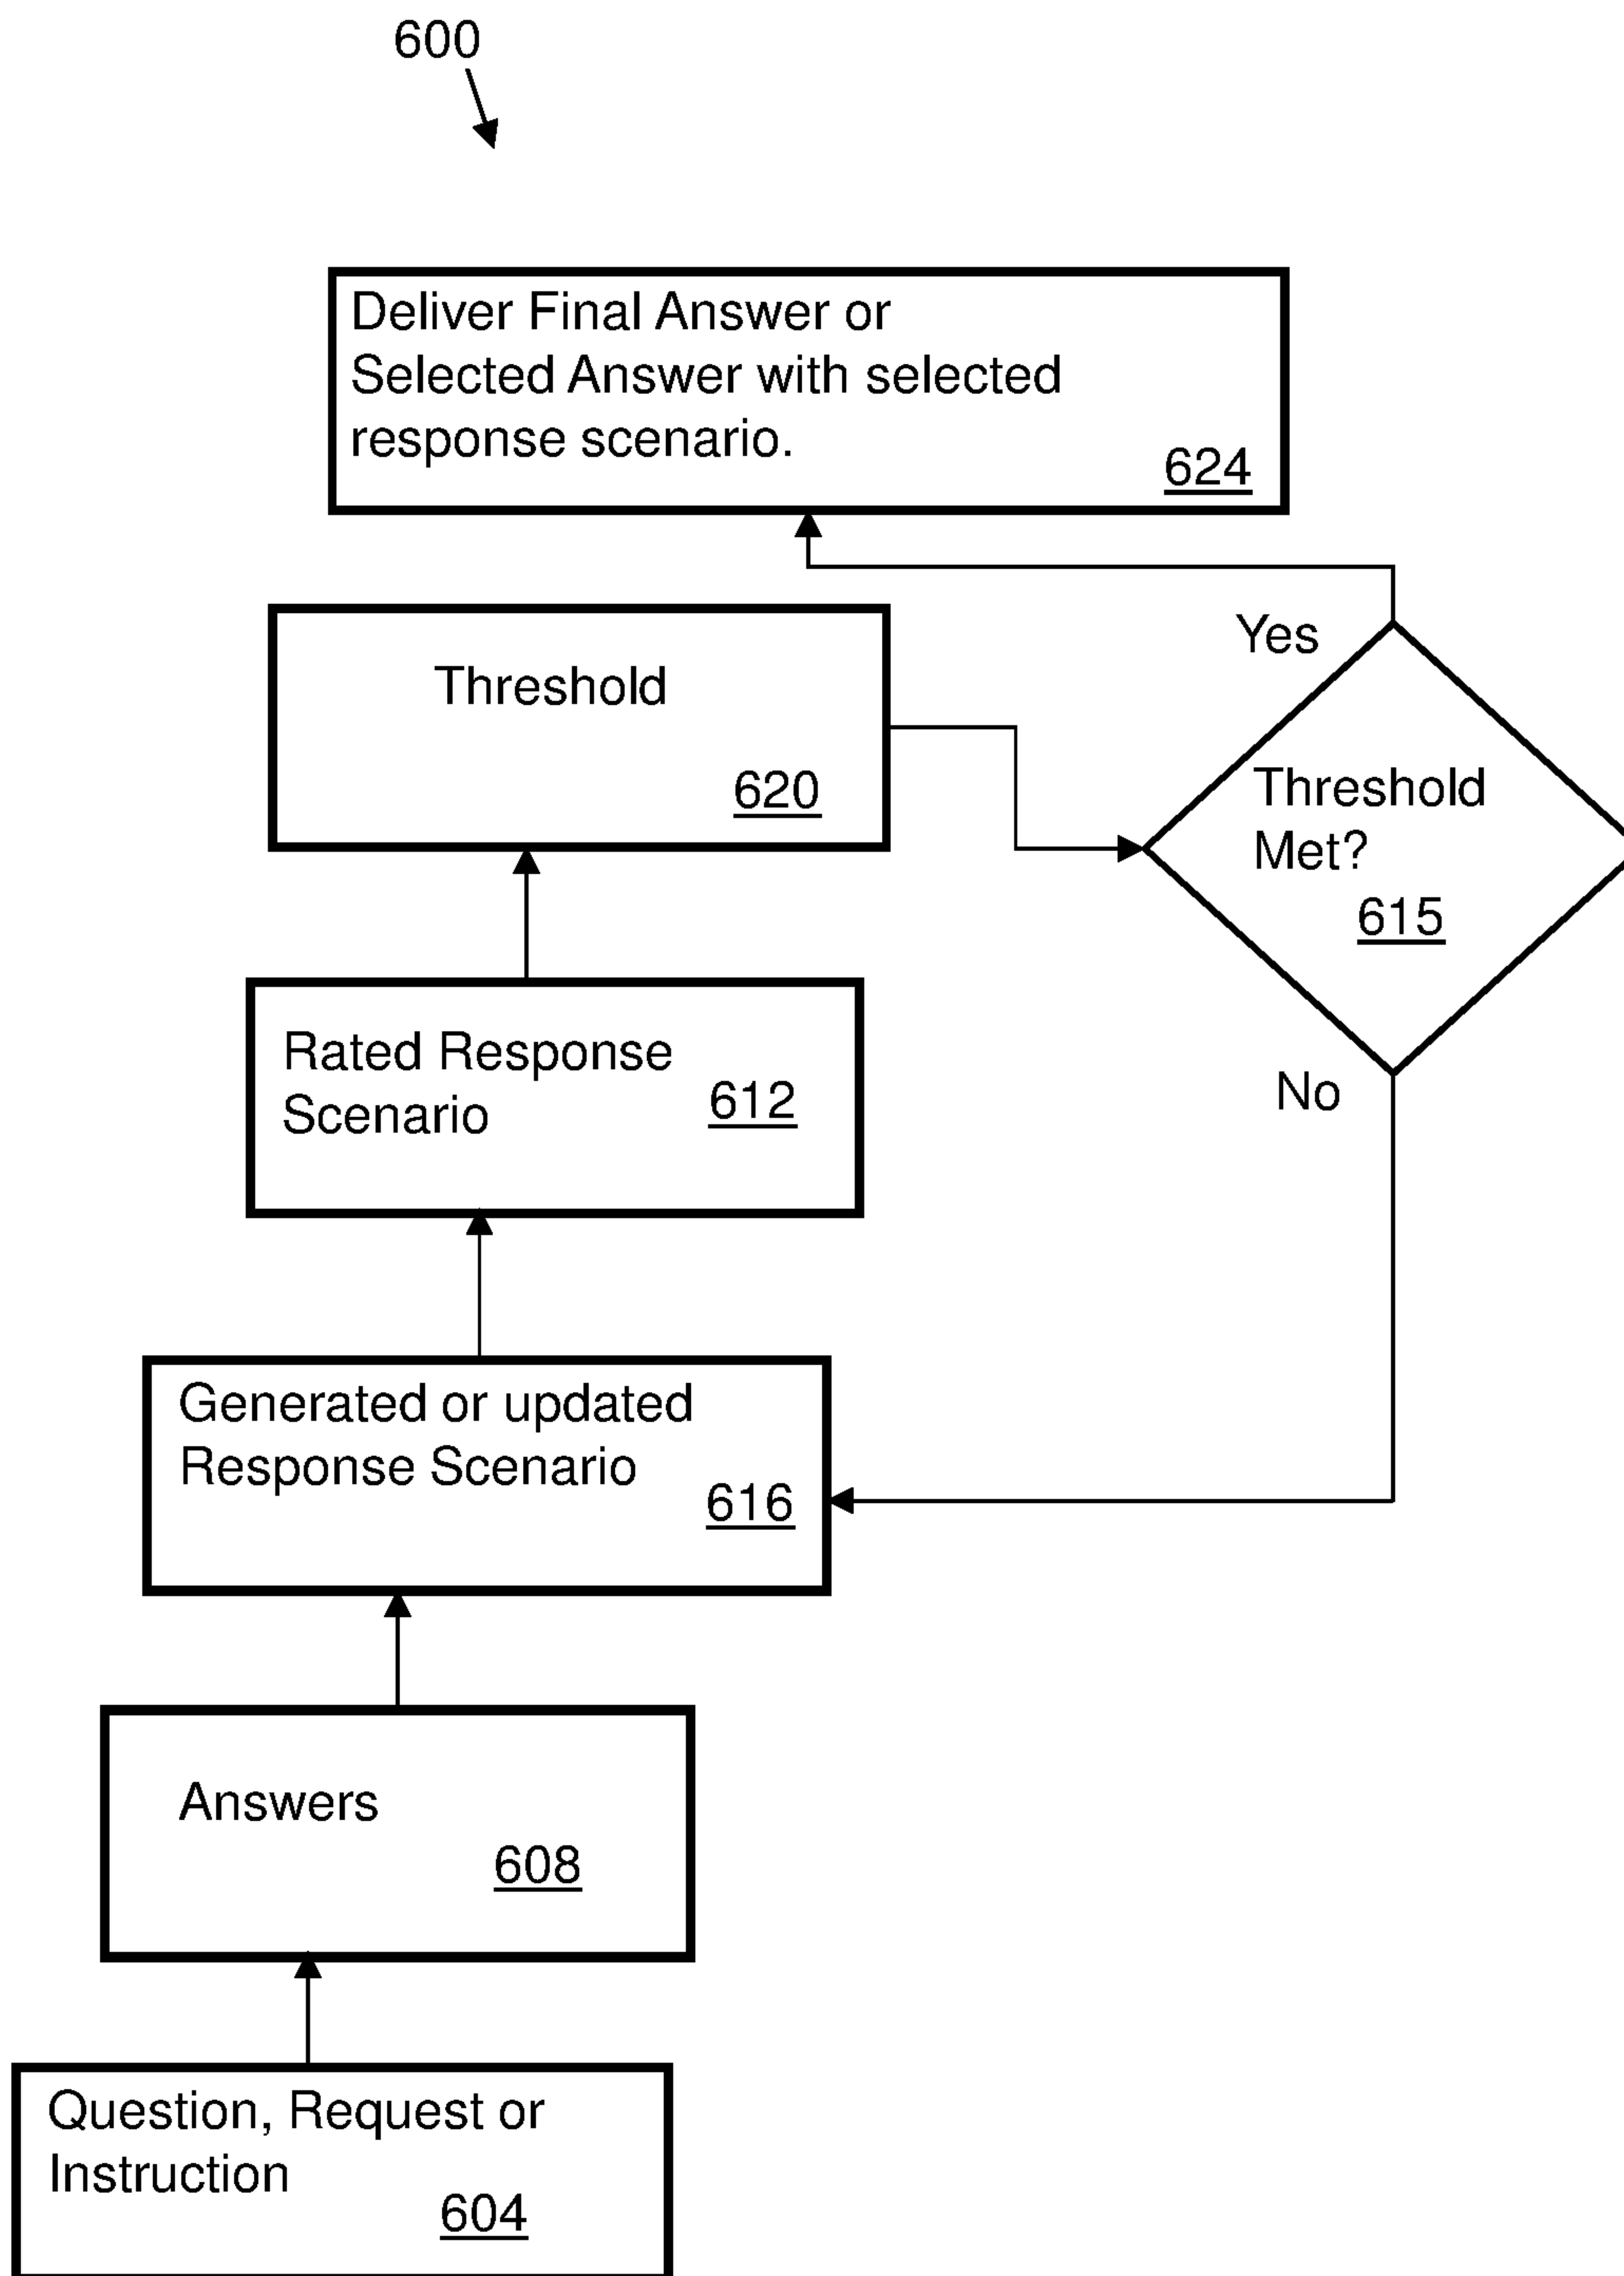 600
Deliver Final Answer or
Selected Answer with selected
response scenario.
624
Yes
Threshold
620
Threshold
Met?
615
Rated Response
Scenario
612
No
Generated or updated
Response Scenario
616
Answers
608
Question, Request or
Instruction
604